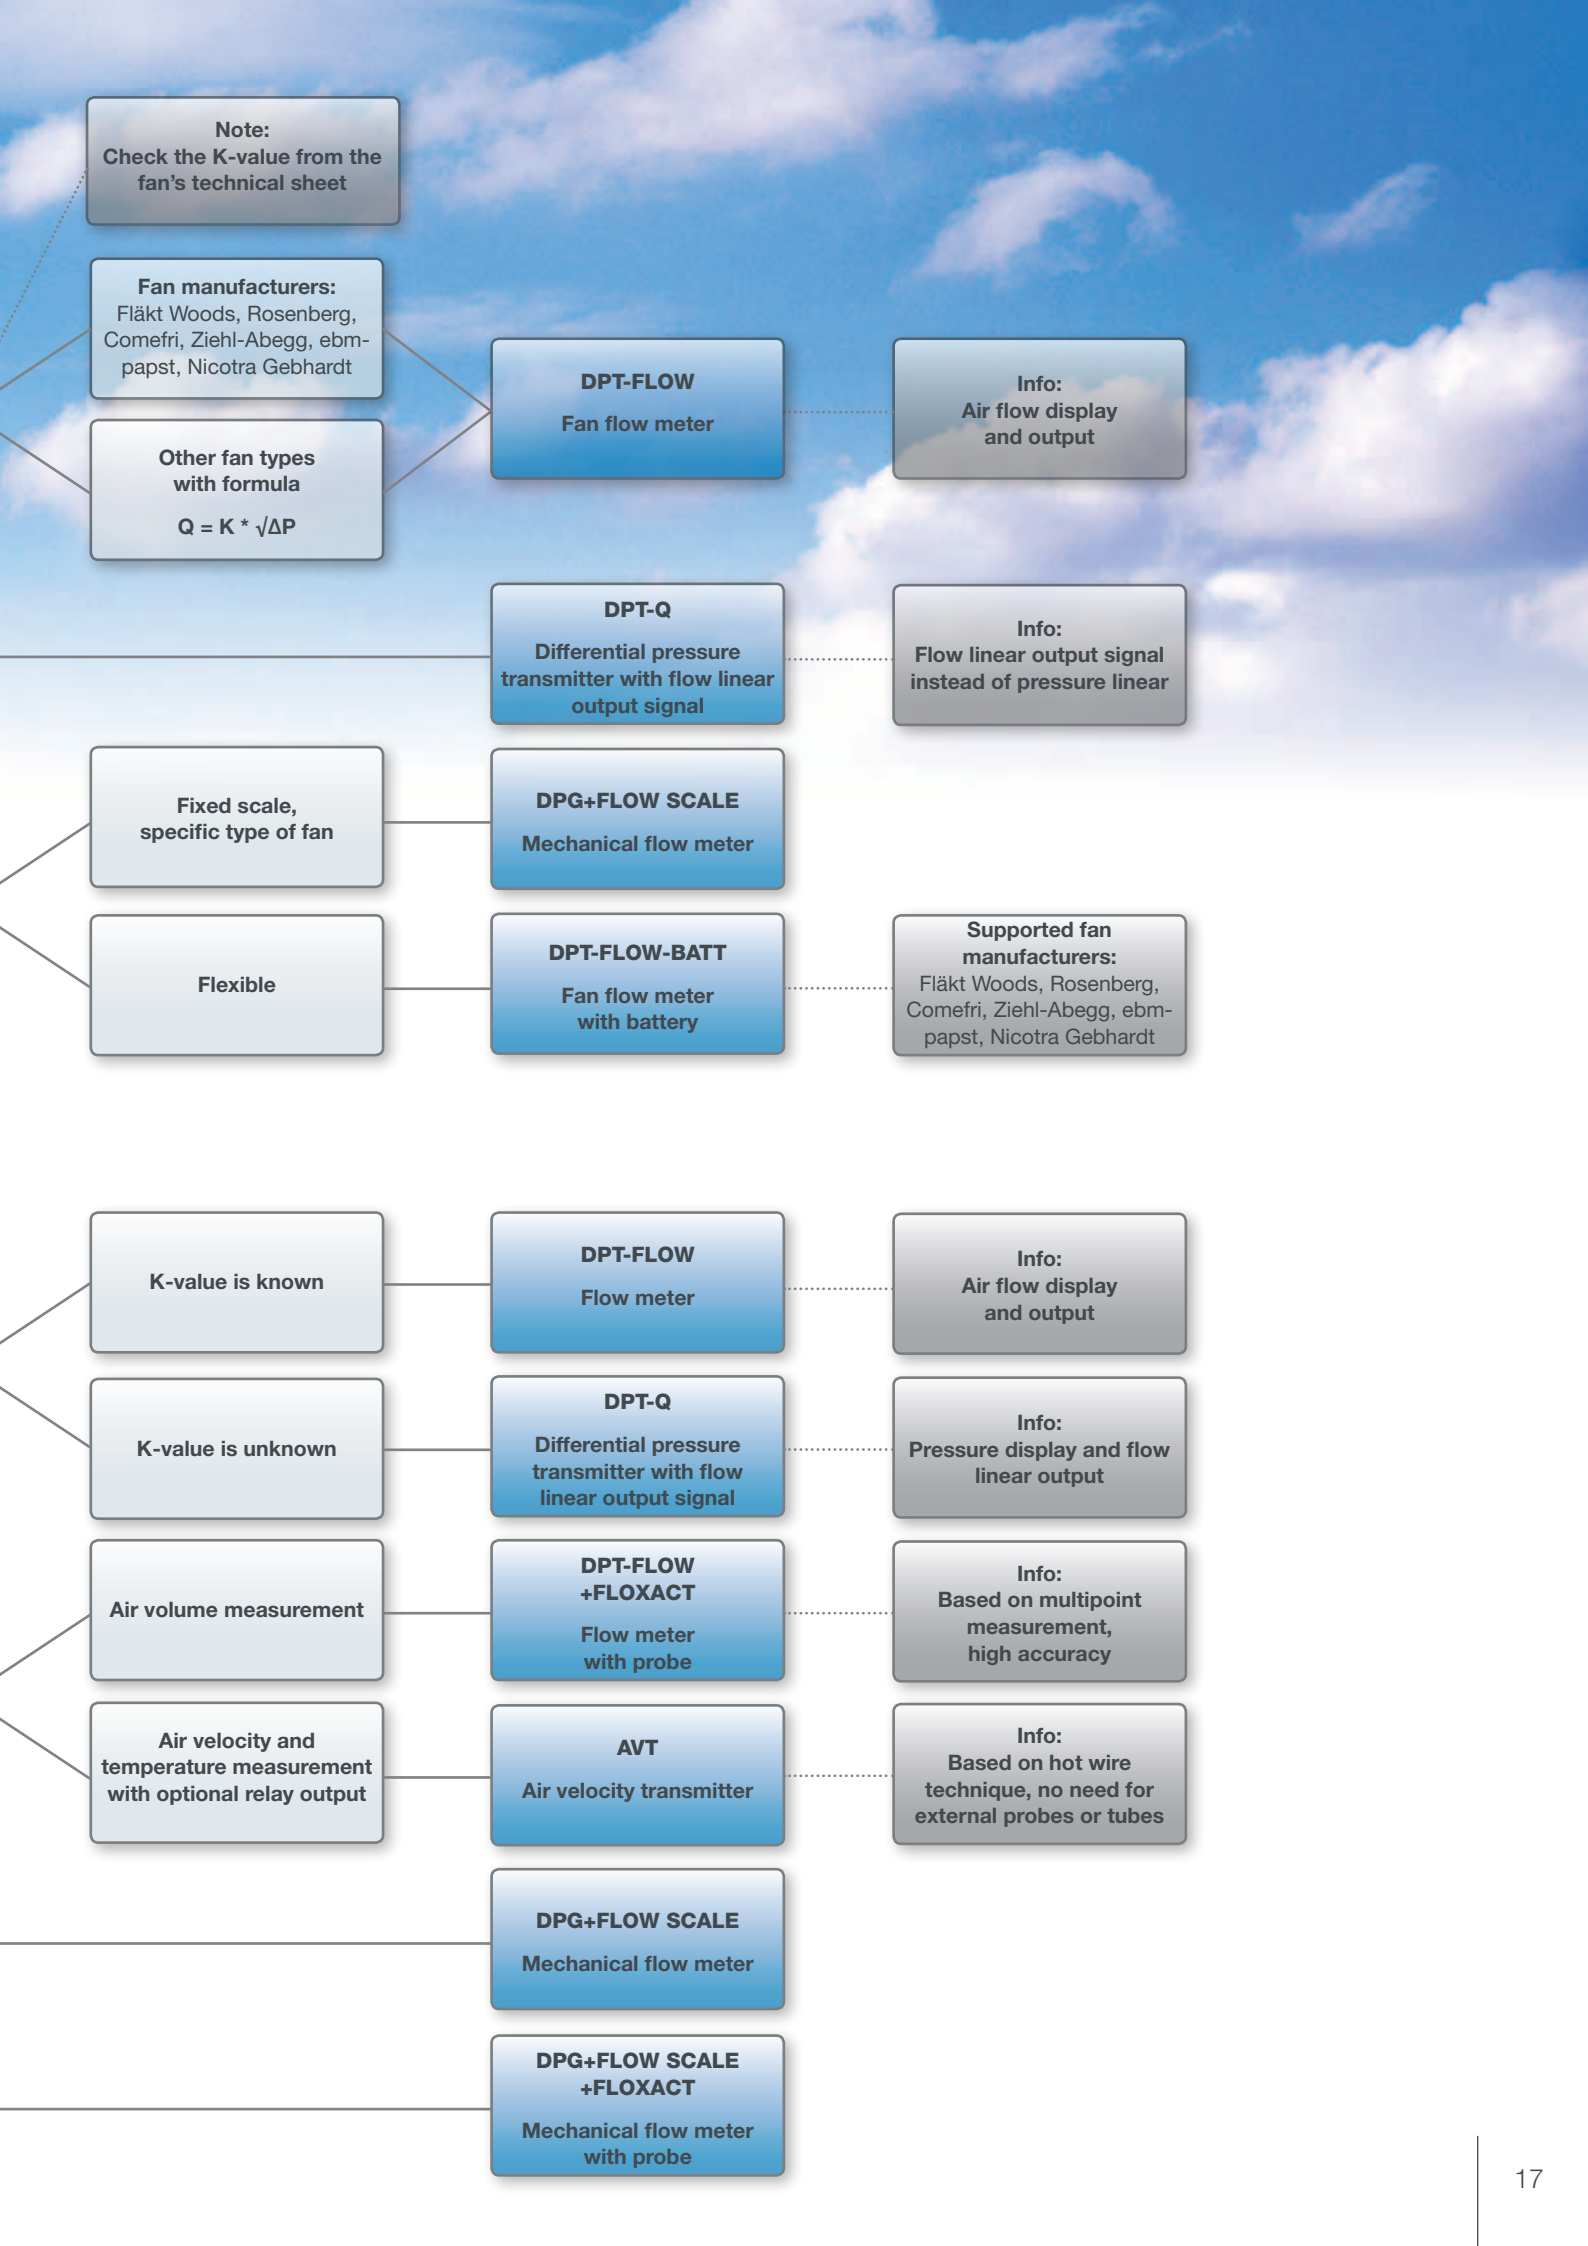 Note:
Check the K-value from the
fan's technical sheet
Fan manufacturers:
Fläkt Woods, Rosenberg,
Comefri, Ziehl-Abegg, ebm-
papst, Nicotra Gebhardt
Other fan types
with formula
Q = K * √ΔP
DPT-FLOW
Fan flow meter
Info:
Air flow display
and output
DPT-Q
Differential pressure
transmitter with flow linear
output signal
Info:
Flow linear output signal
instead of pressure linear
Fixed scale,
specific type of fan
DPG+FLOW SCALE
Mechanical flow meter
Flexible
DPT-FLOW-BATT
Fan flow meter
with battery
Supported fan
manufacturers:
Fläkt Woods, Rosenberg,
Comefri, Ziehl-Abegg, ebm-
papst, Nicotra Gebhardt
K-value is known
DPT-FLOW
Flow meter
Info:
Air flow display
and output
K-value is unknown
DPT-Q
Differential pressure
transmitter with flow
linear output signal
Info:
Pressure display and flow
linear output
Air volume measurement
DPT-FLOW
+FLOXACT
Flow meter
with probe
Info:
Based on multipoint
measurement,
high accuracy
Air velocity and
temperature measurement
with optional relay output
AVT
Air velocity transmitter
Info:
Based on hot wire
technique, no need for
external probes or tubes
DPG+FLOW SCALE
Mechanical flow meter
DPG+FLOW SCALE
+FLOXACT
Mechanical flow meter
with probe
17